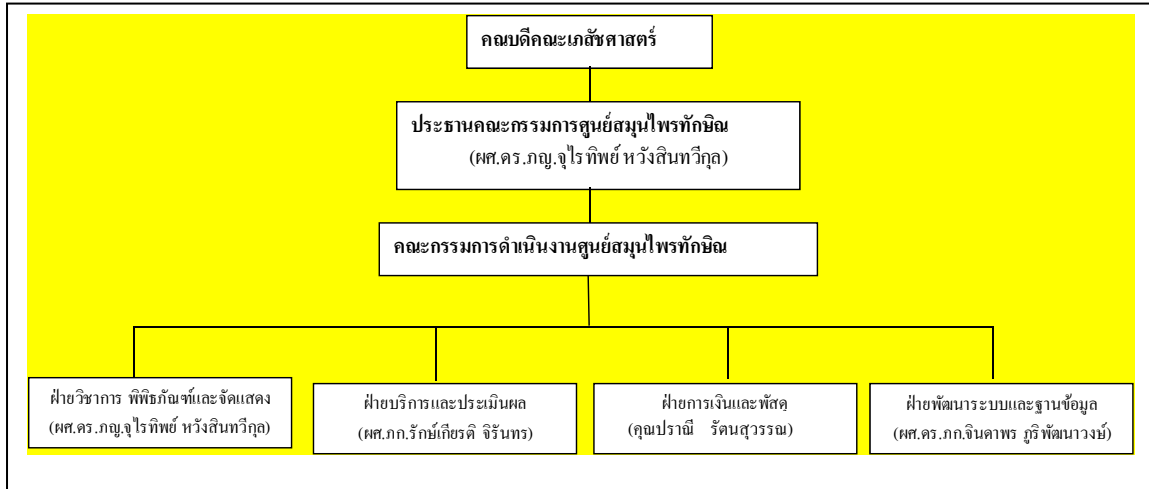 คณบดีคณะเภสัชศาสตร์
ประธานคณะกรรมการศูนย์สมุนไพรทักษิณ
(ผศ.ดร.ภญ.จุไรทิพย์ หวังสินทวีกุล)
คณะกรรมการดำเนินงานศูนย์สมุนไพรทักษิณ
ฝ่ายวิชาการ พิพิธภัณฑ์และจัดแสดง
(ผศ.ดร.ภญ.จุไรทิพย์ หวังสินทวีกุล)
ฝ่ายบริการและประเมินผล
(ผศ.ภก.รักษ์เกียรติ จิรันทร)
ฝ่ายการเงินและพัสดุ
(คุณปราณี รัตนสุวรรณ)
ฝ่ายพัฒนาระบบและฐานข้อมูล
(ผศ.ดร.ภก.จินดาพร ภูริพัฒนาวงษ์)